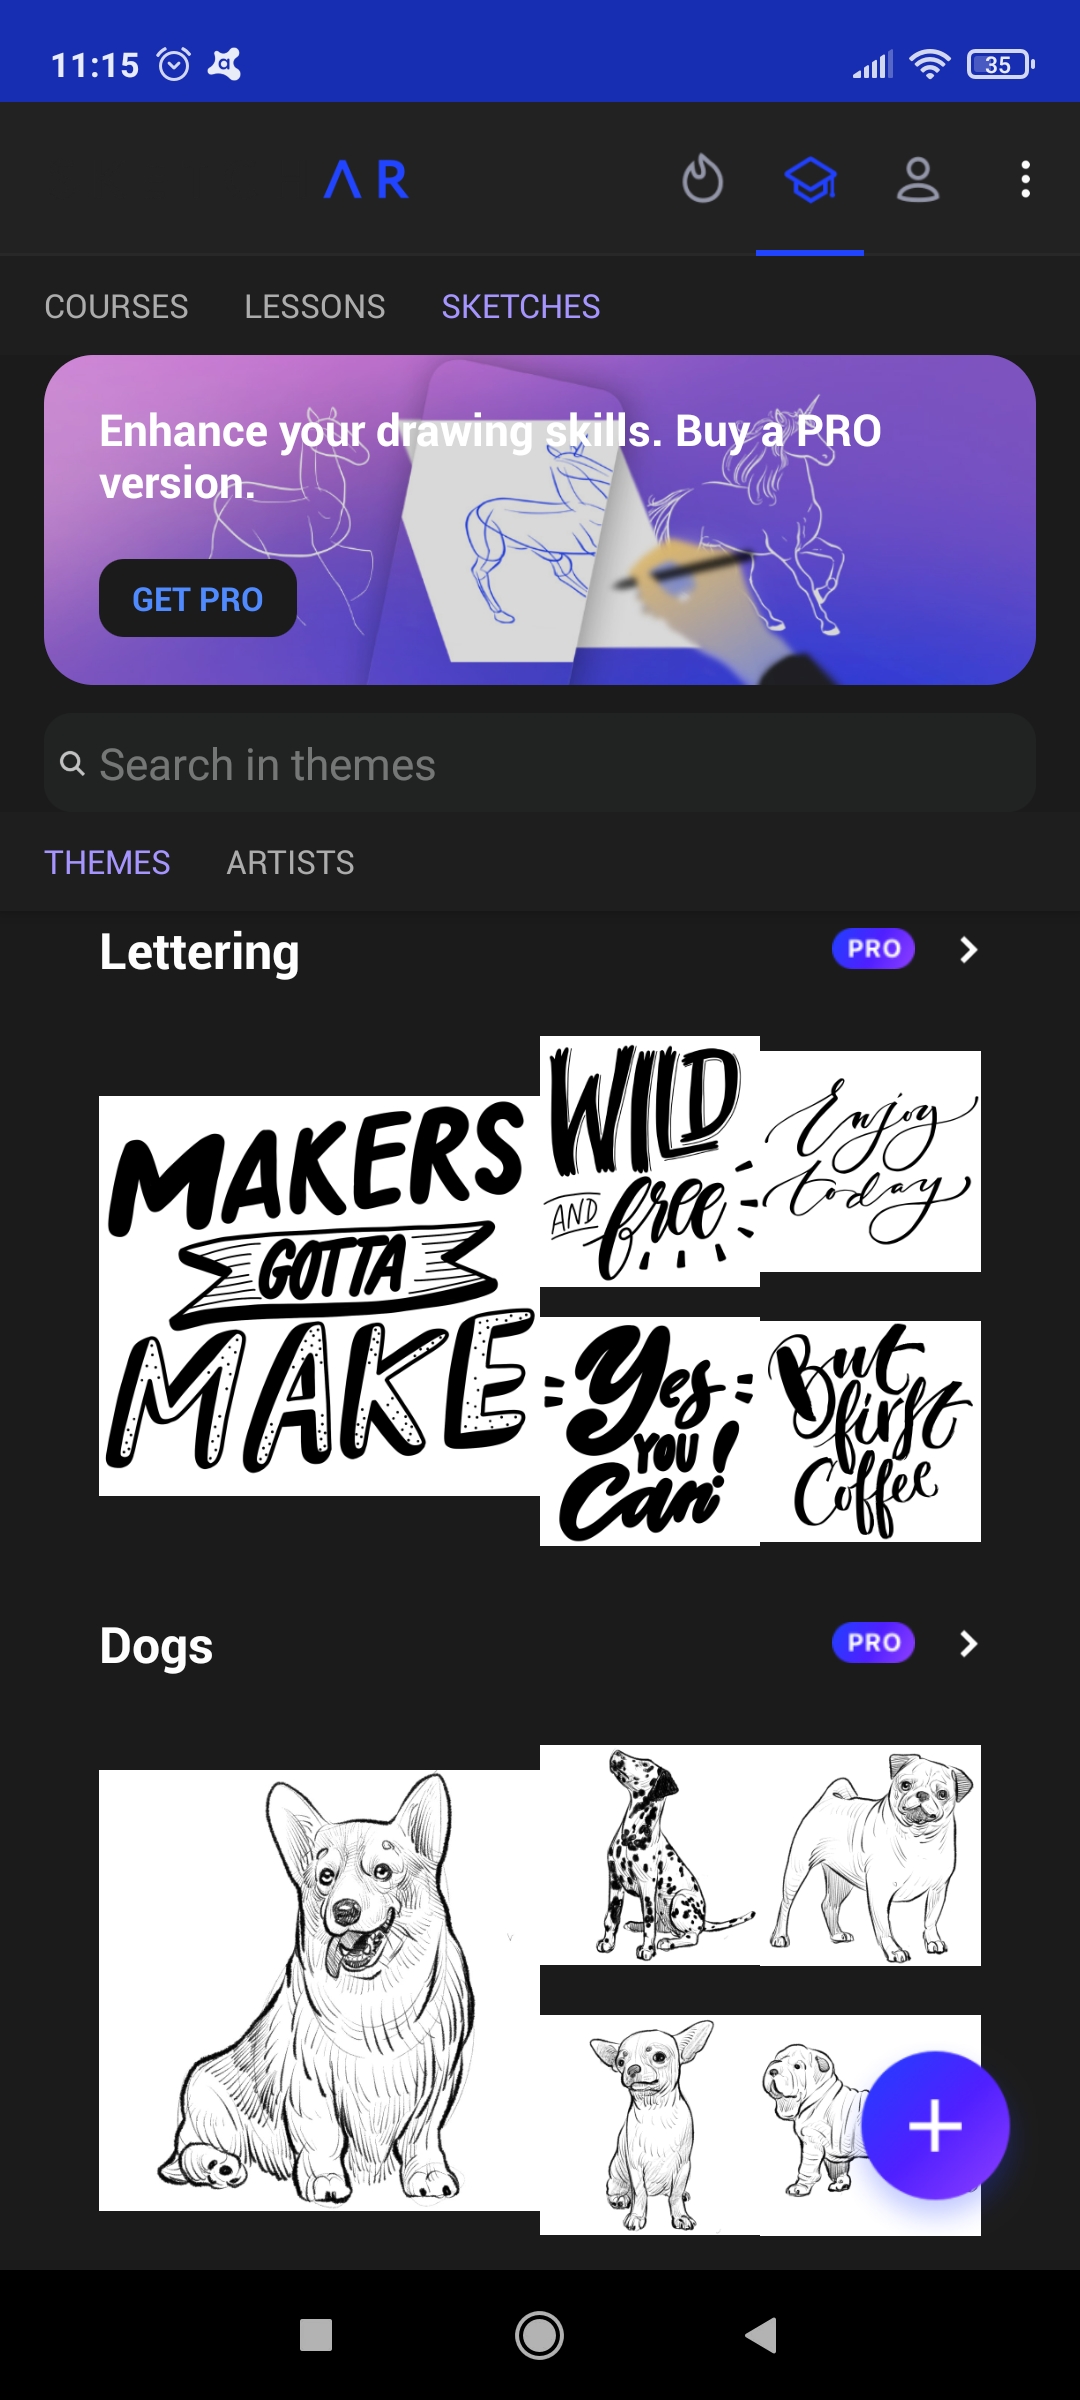 11:15
35
ΛR
COURSES LESSONS SKETCHES
Enhance your drawing skills. Buy a PRO
version.
GET PRO
Search in themes
THEMES ARTISTS
Lettering PRO
MAKERS
GOTTA
MAKE
WILD
AND free
Enjoy
today
Yes
YOU!
Can
But
first
Coffee
Dogs PRO